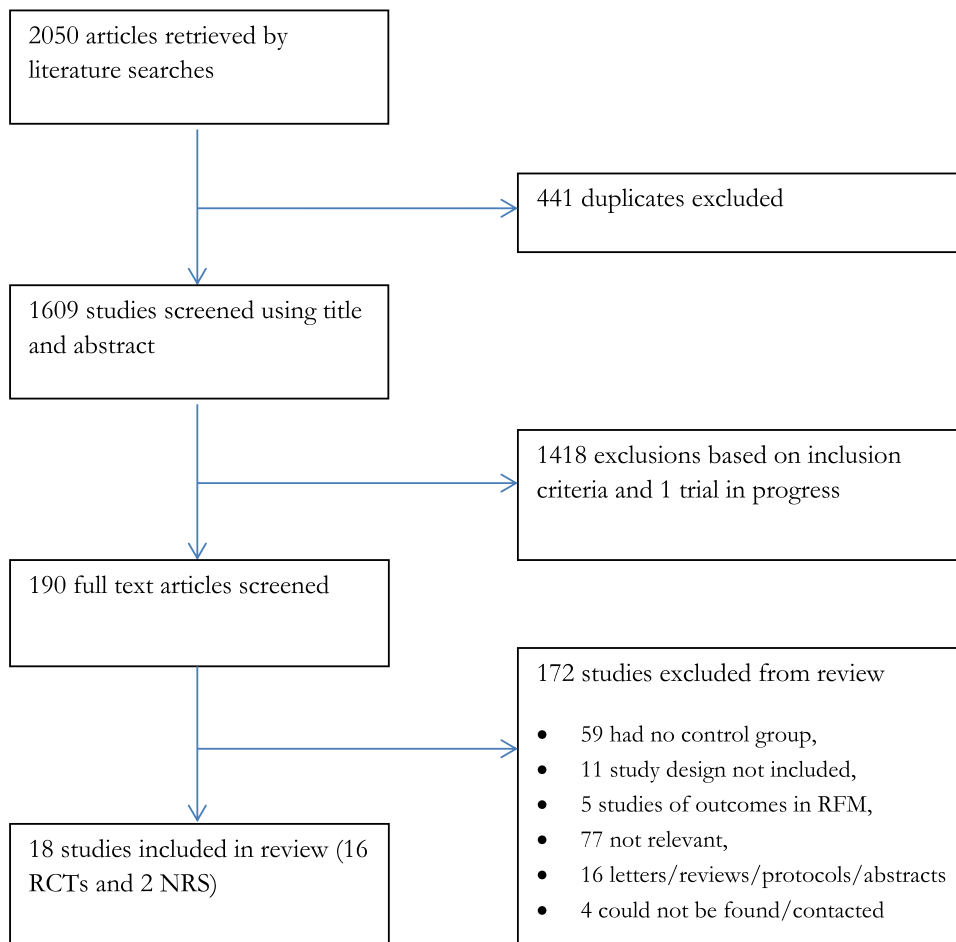 2050 articles retrieved by
literature searches
441 duplicates excluded
1609 studies screened using title
and abstract
1418 exclusions based on inclusion
criteria and 1 trial in progress
190 full text articles screened
172 studies excluded from review
• 59 had no control group,
• 11 study design not included,
• 5 studies of outcomes in RFM,
• 77 not relevant,
• 16 letters/reviews/protocols/abstracts
• 4 could not be found/contacted
18 studies included in review (16
RCTs and 2 NRS)